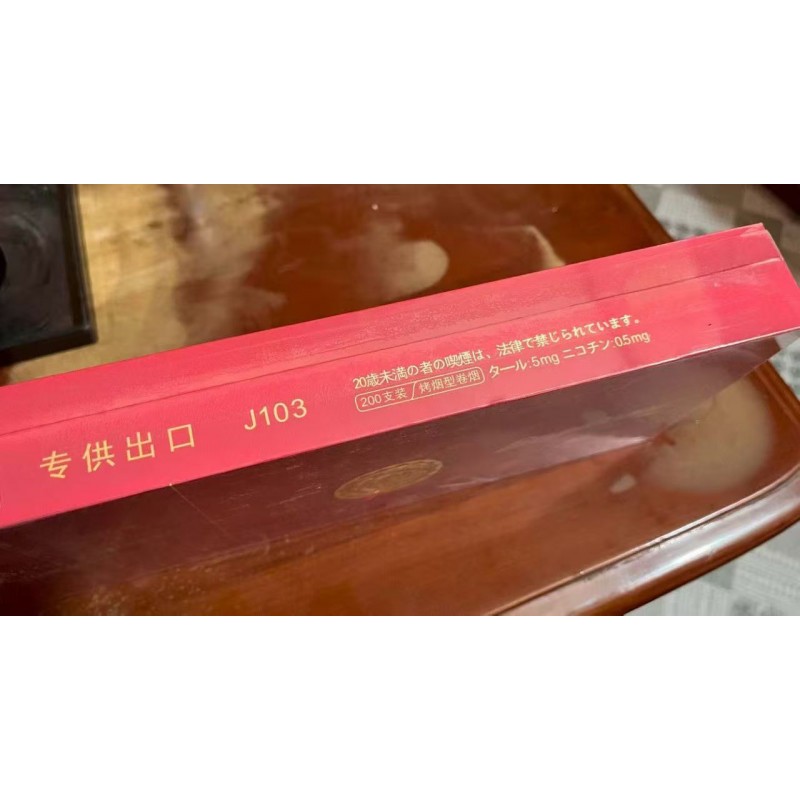 20歳未満の者の喫煙は、法律で禁じられています。
专供出口 J103 200支装/烤烟型卷烟 タール:5mg ニコチン:0.5mg